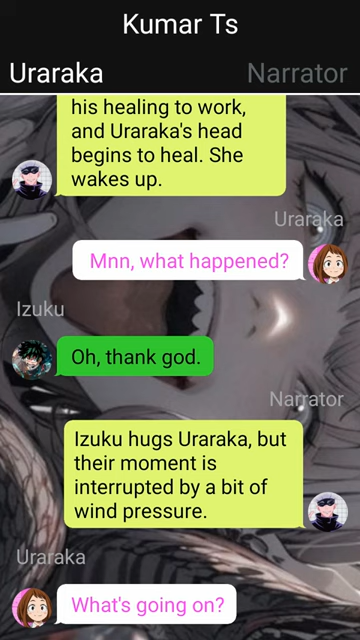 Kumar Ts
Uraraka
Narrator
his healing to work,
and Uraraka's head
begins to heal. She
wakes up.
Uraraka
Mnn, what happened?
Izuku
Oh, thank god.
Narrator
Izuku hugs Uraraka, but
their moment is
interrupted by a bit of
wind pressure.
Uraraka
What's going on?